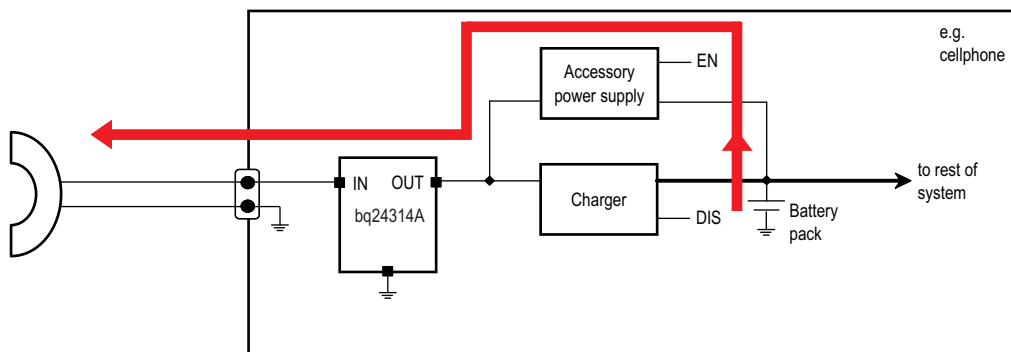 e.g.
cellphone
Accessory
power supply
EN
IN
OUT
bq24314A
Charger
DIS
to rest of
system
Battery
pack